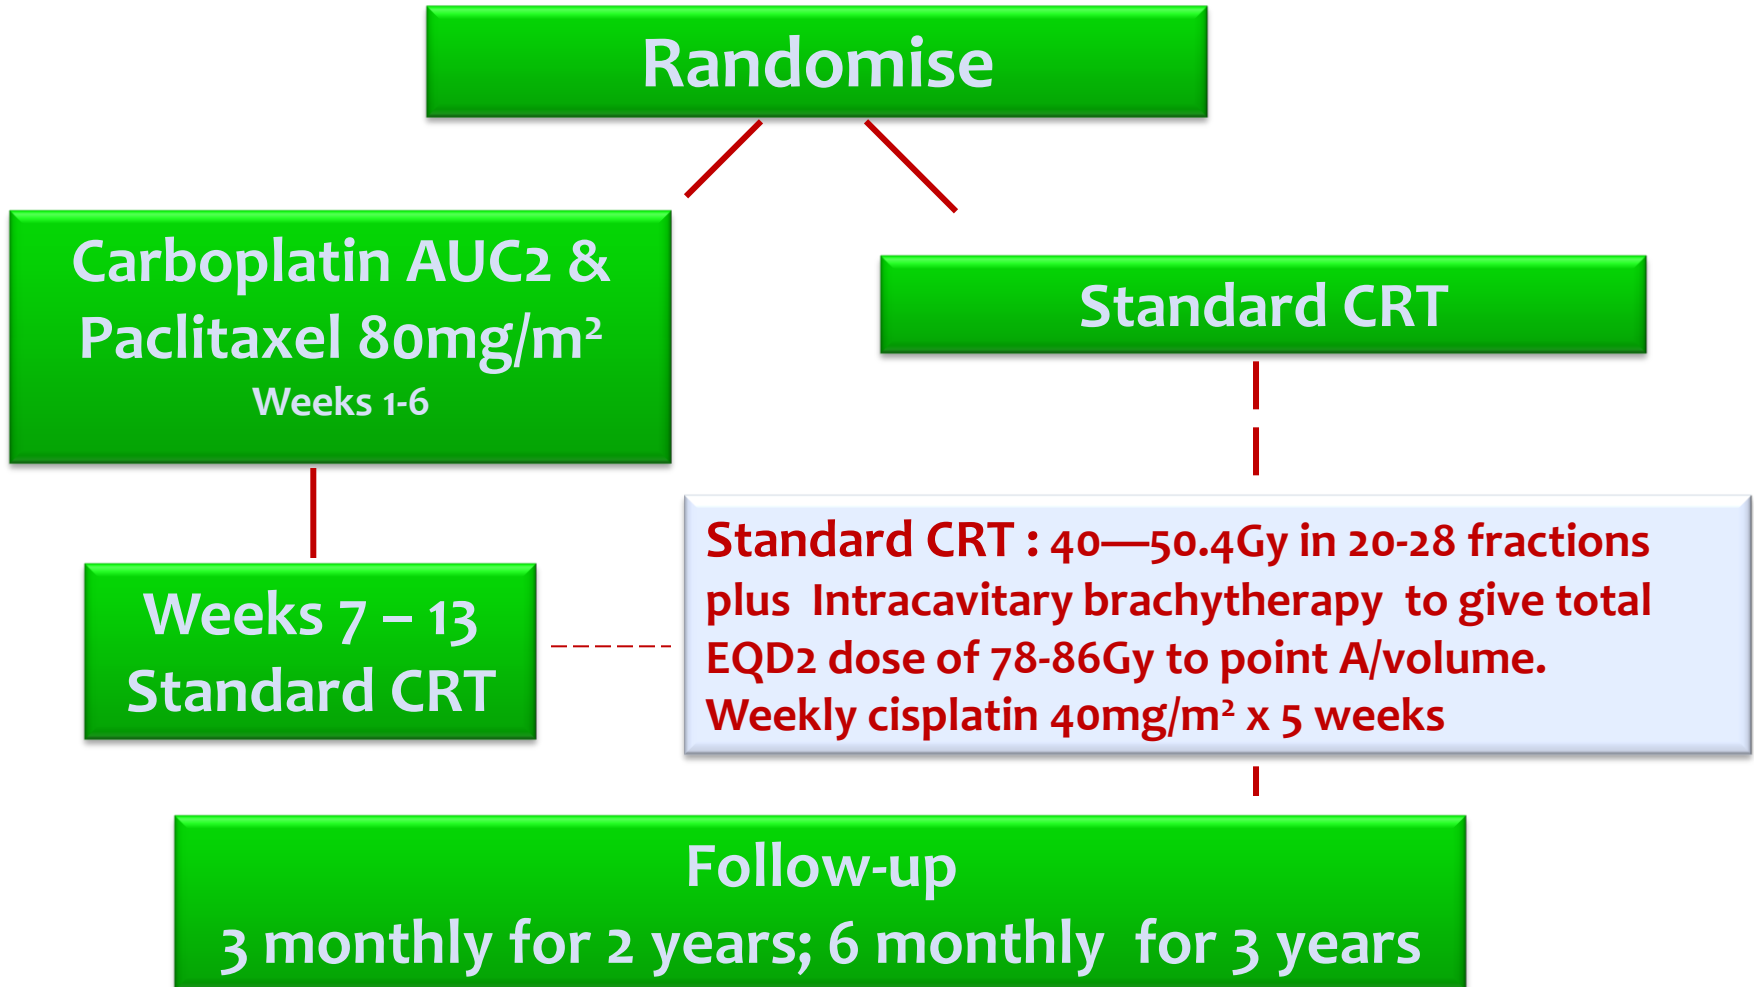 Randomise
Carboplatin AUC2 &
Paclitaxel 80mg/m²
Weeks 1-6
Standard CRT
Weeks 7 – 13
Standard CRT
Standard CRT : 40—50.4Gy in 20-28 fractions
plus Intracavitary brachytherapy to give total
EQD2 dose of 78-86Gy to point A/volume.
Weekly cisplatin 40mg/m² x 5 weeks
Follow-up
3 monthly for 2 years; 6 monthly for 3 years